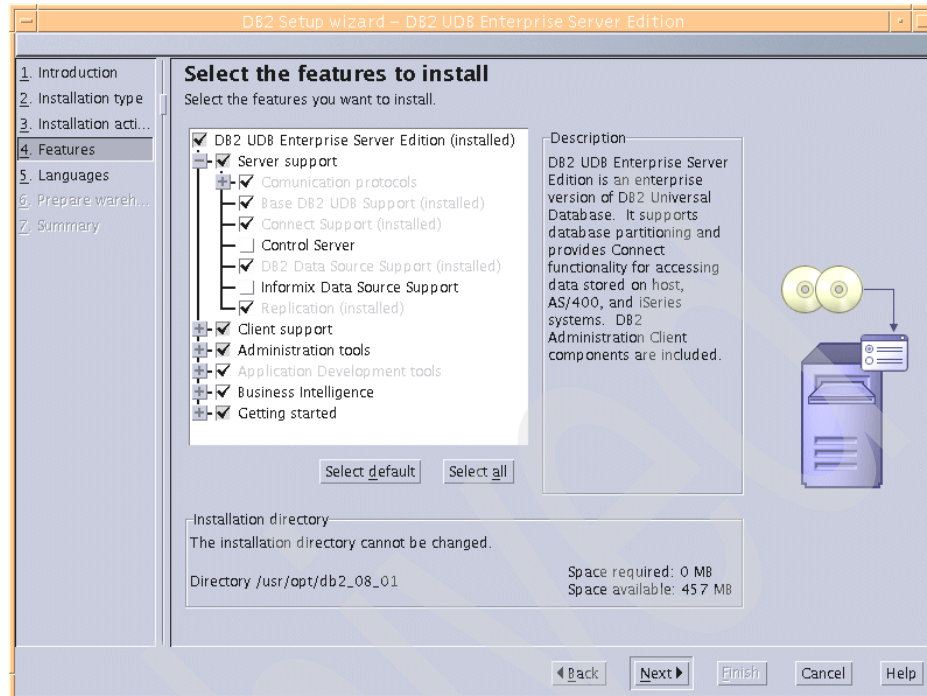 DB2 Setup wizard – DB2 UDB Enterprise Server Edition
1. Introduction
2. Installation type
3. Installation acti...
4. Features
5. Languages
6. Prepare wareh...
7. Summary
Select the features to install
Select the features you want to install.
DB2 UDB Enterprise Server Edition (installed)
Server support
Comunication protocols
Base DB2 UDB Support (installed)
Connect Support (installed)
Control Server
DB2 Data Source Support (installed)
Informix Data Source Support
Replication (installed)
Client support
Administration tools
Application Development tools
Business Intelligence
Getting started
Select default
Select all
Description
DB2 UDB Enterprise Server
Edition is an enterprise
version of DB2 Universal
Database. It supports
database partitioning and
provides Connect
functionality for accessing
data stored on host,
AS/400, and iSeries
systems. DB2
Administration Client
components are included.
Installation directory
The installation directory cannot be changed.
Directory /usr/opt/db2_08_01
Space required: 0 MB
Space available: 457 MB
Back
Next
Finish
Cancel
Help